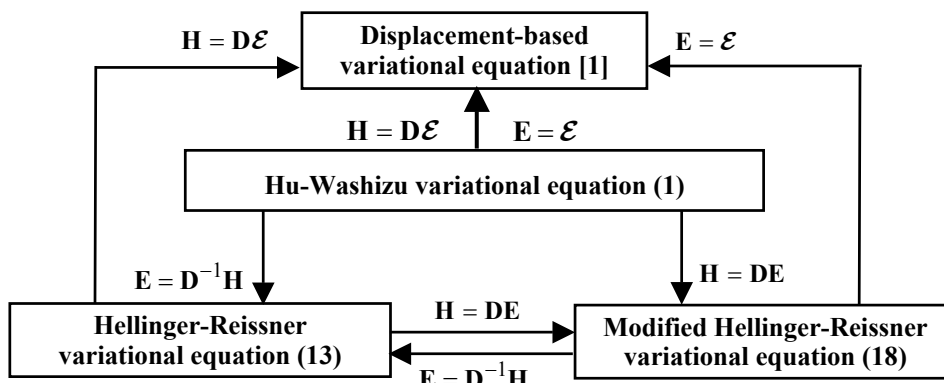 H = Dℰ
Displacement-based
variational equation [1]
E = ℰ
H = Dℰ E = ℰ
Hu-Washizu variational equation (1)
E = D⁻¹H
H = DE
Hellinger-Reissner
variational equation (13)
H = DE
E = D⁻¹H
Modified Hellinger-Reissner
variational equation (18)